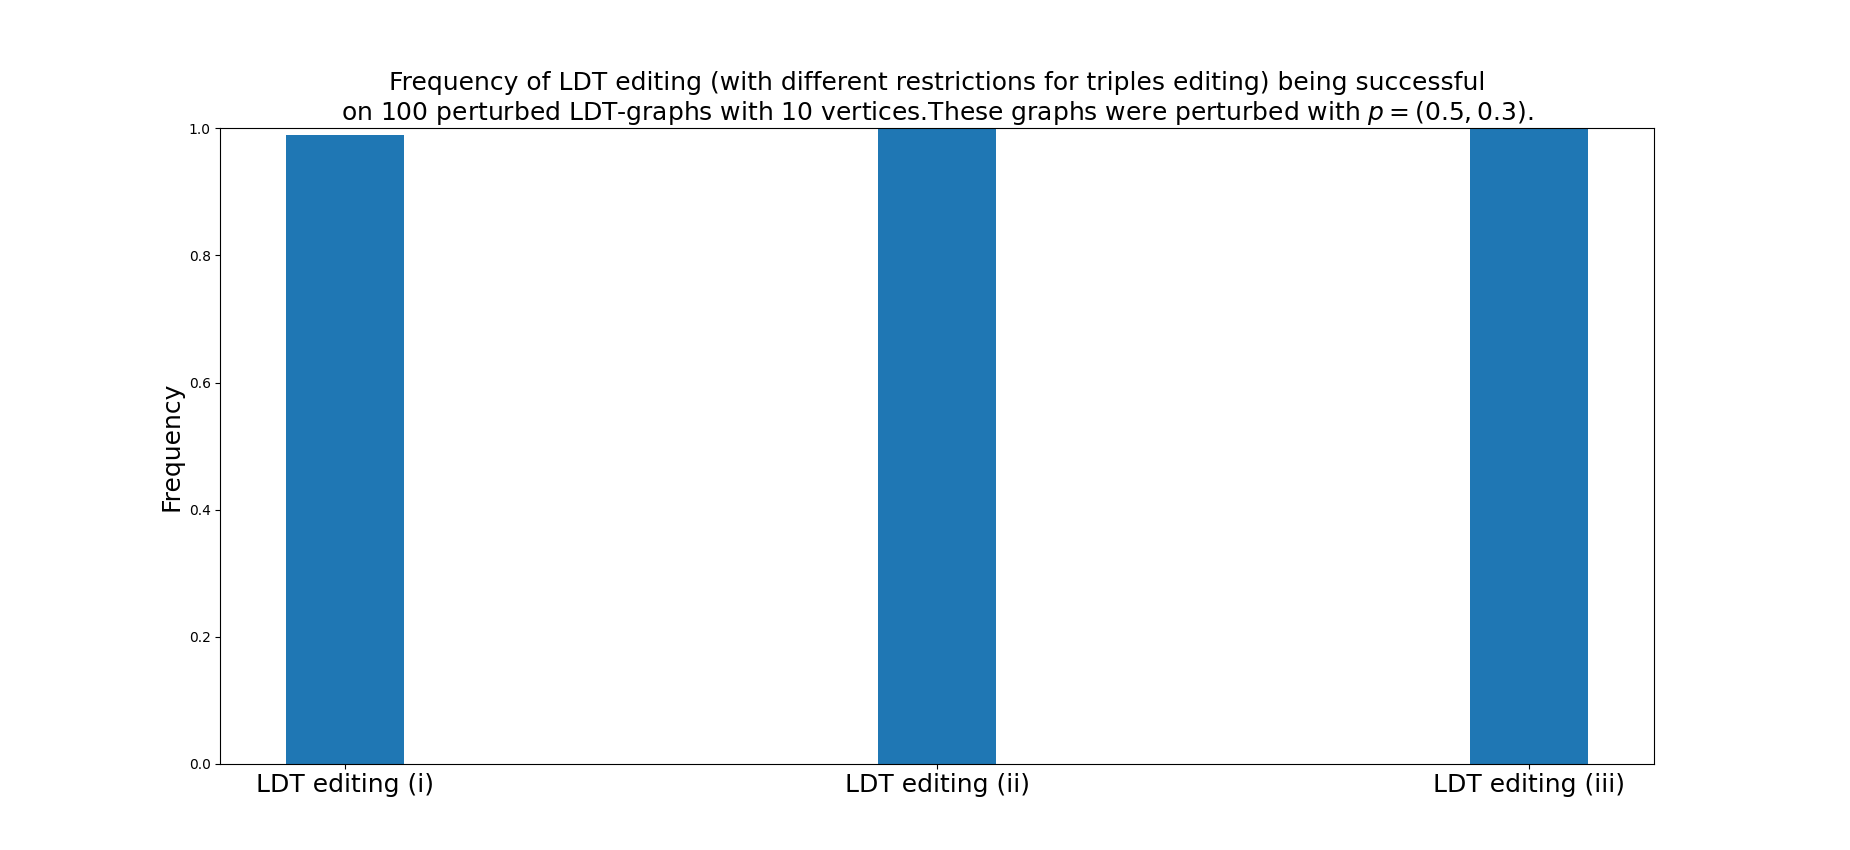 Frequency of LDT editing (with different restrictions for triples editing) being successful
on 100 perturbed LDT-graphs with 10 vertices.These graphs were perturbed with p = (0.5, 0.3).
1.0
0.8
0.6
0.4
0.2
0.0
Frequency
LDT editing (i)
LDT editing (ii)
LDT editing (iii)